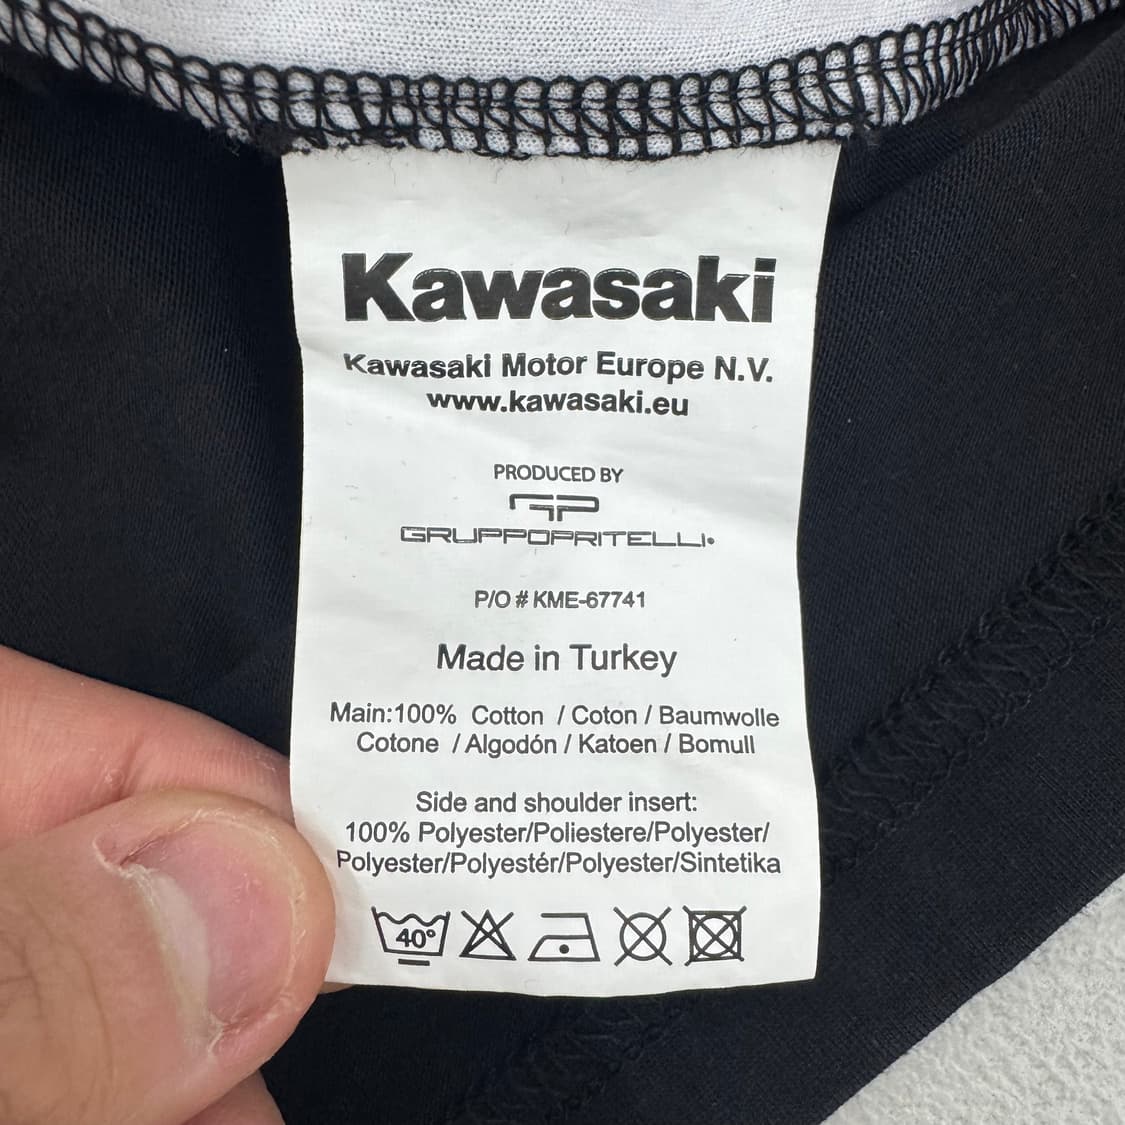 Kawasaki
Kawasaki Motor Europe N.V.
www.kawasaki.eu
PRODUCED BY
GP
GRUPPOPRITELLI
P/O # KME-67741
Made in Turkey
Main:100% Cotton / Coton / Baumwolle
Cotone / Algodón / Katoen / Bomull
Side and shoulder insert:
100% Polyester/Poliestere/Polyester/
Polyester/Polyestér/Polyester/Sintetika
40°